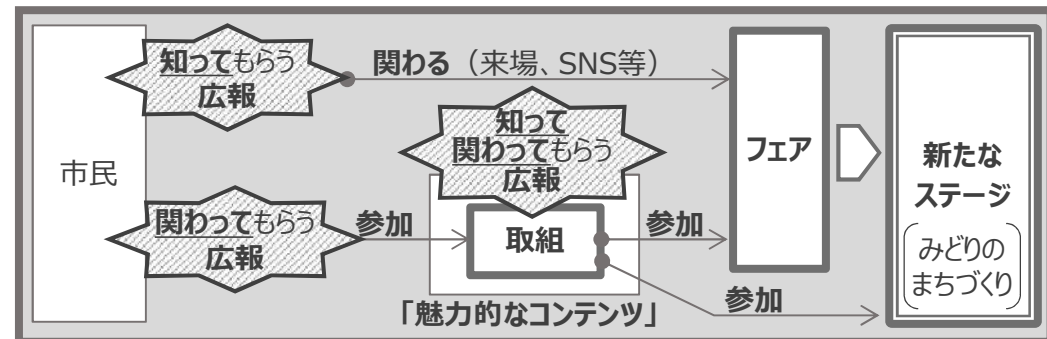 知ってもらう
広報
関わる（来場、SNS等）
知って
関わってもらう
広報
市民
フェア
新たな
ステージ
みどりの
まちづくり
関わってもらう
広報
参加
取組
参加
参加
「魅力的なコンテンツ」